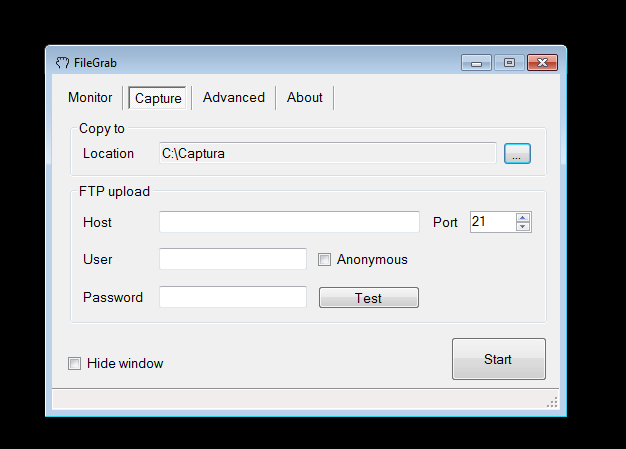 FileGrab
Monitor Capture Advanced About
Copy to
Location C:\Captura ...
FTP upload
Host Port 21
User Anonymous
Password Test
Hide window Start